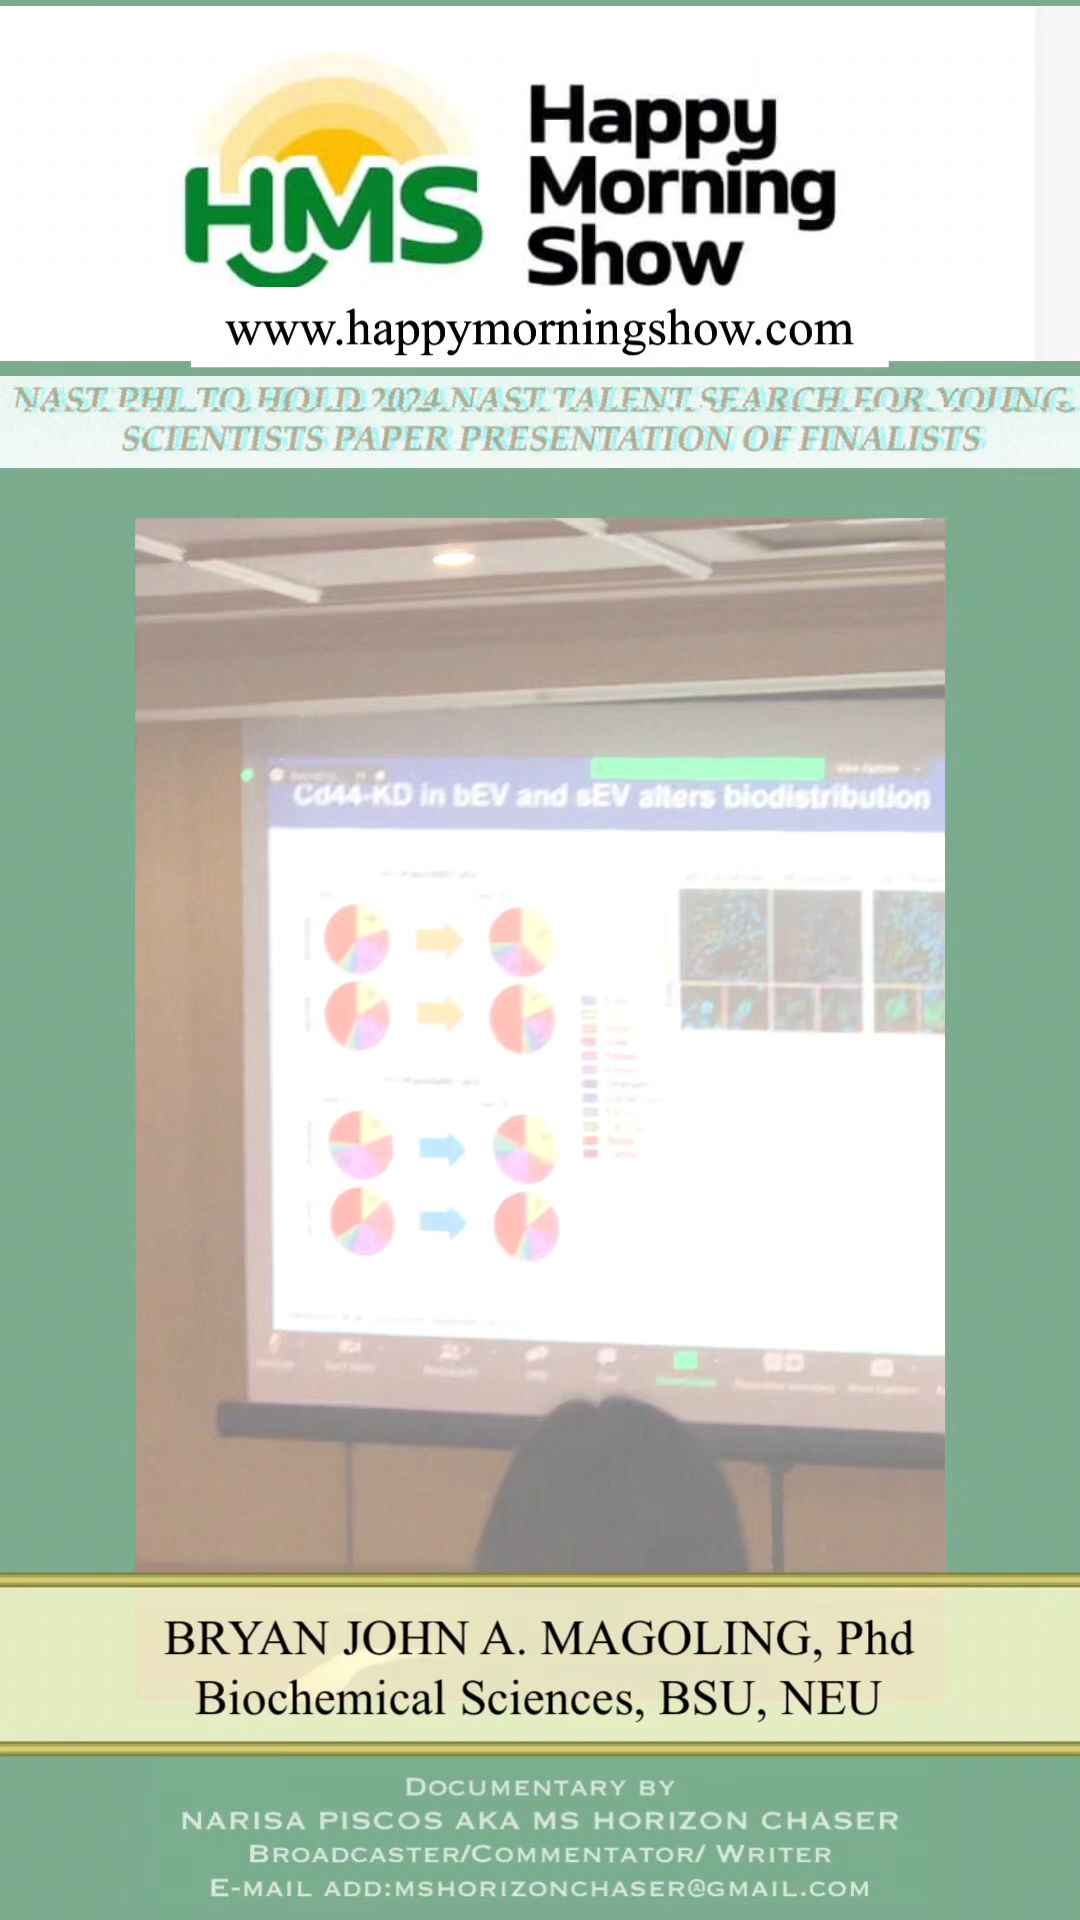 HMS
Happy
Morning
Show
www.happymorningshow.com
NAST PHL TO HOLD 2024 NAST TALENT SEARCH FOR YOUNG
SCIENTISTS PAPER PRESENTATION OF FINALISTS
Cd44-KD in bEV and sEV alters biodistribution
BRYAN JOHN A. MAGOLING, Phd
Biochemical Sciences, BSU, NEU
DOCUMENTARY BY
NARISA PISCOS AKA MS HORIZON CHASER
BROADCASTER/COMMENTATOR/ WRITER
E-MAIL ADD:MSHORIZONCHASER@GMAIL.COM